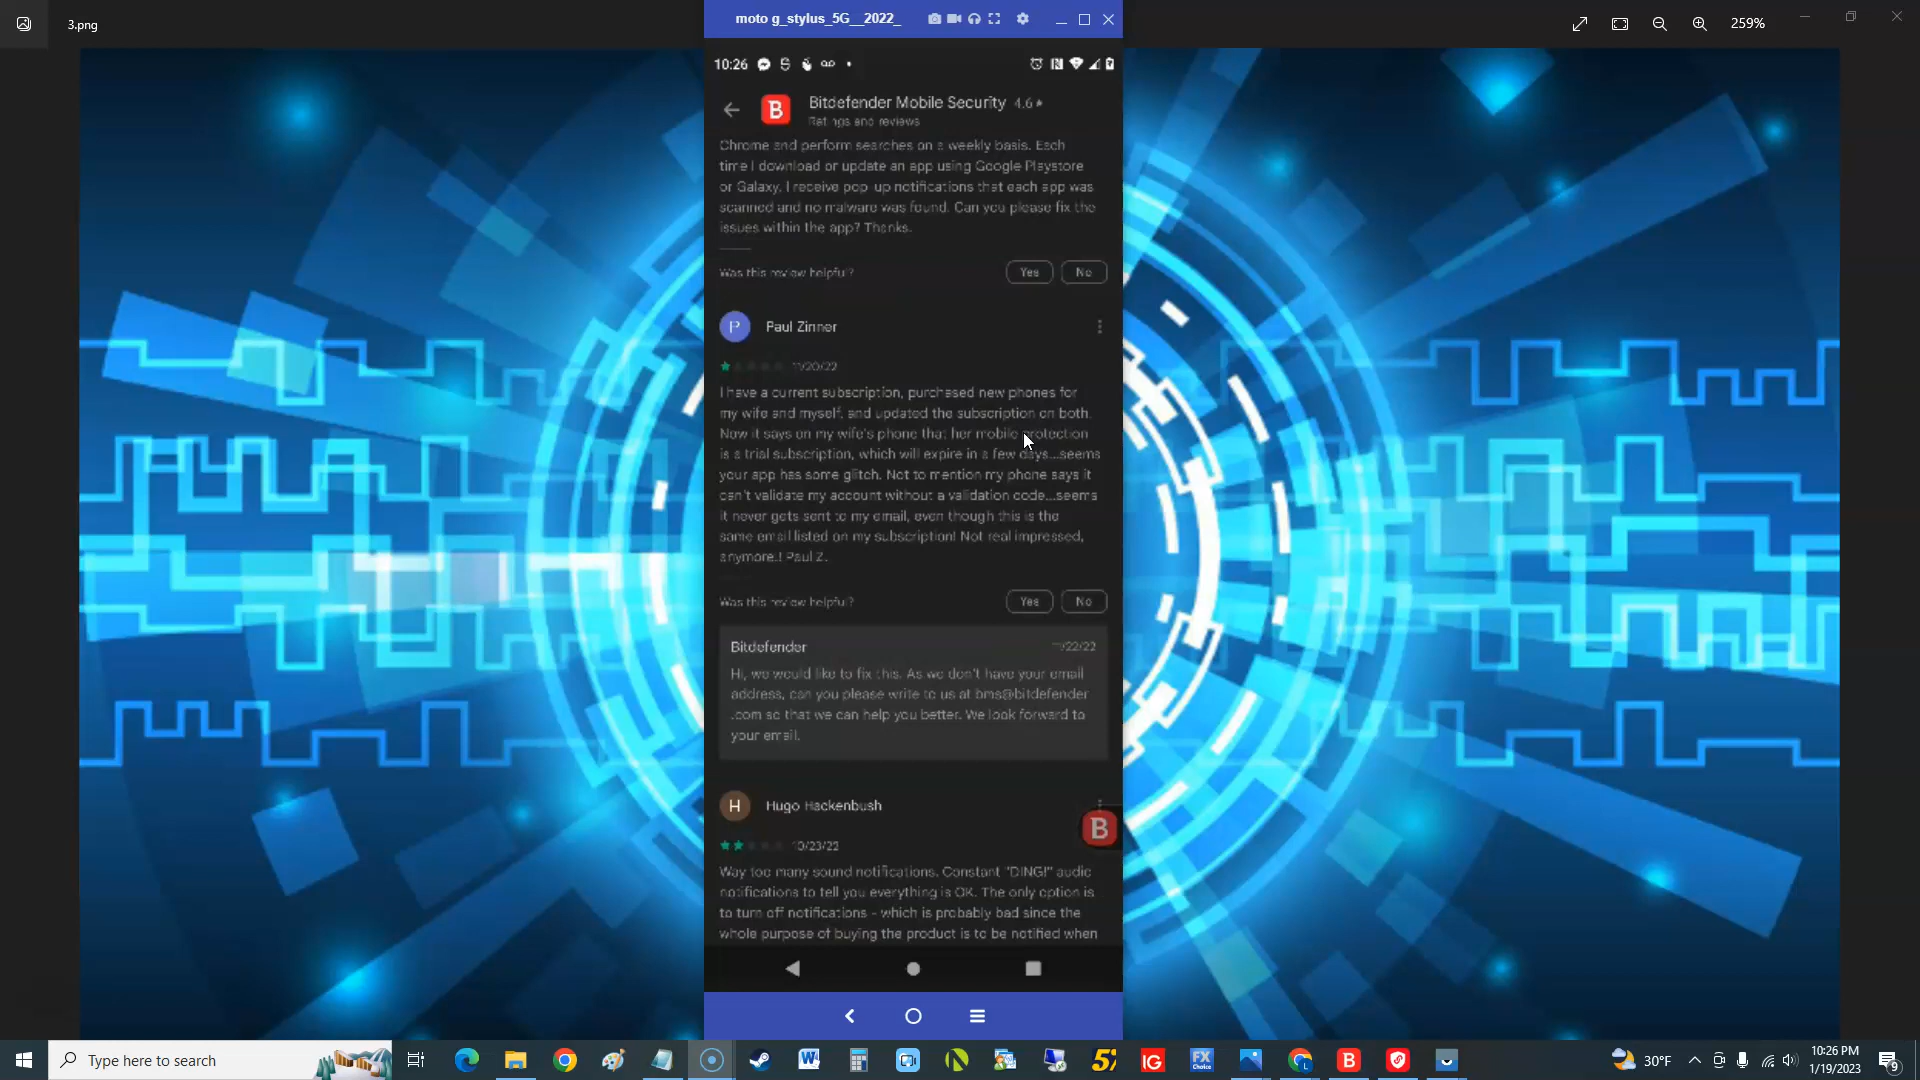 3.png
259%
moto g_stylus_5G__2022_
10:26
Bitdefender Mobile Security 4.6★
Ratings and reviews
Chrome and perform searches on a weekly basis. Each
time I download or update an app using Google Playstore
or Galaxy, I receive pop-up notifications that each app was
scanned and no malware was found. Can you please fix the
issues within the app? Thanks.
Was this review helpful?
Yes
No
P
Paul Zinner
11/20/22
I have a current subscription, purchased new phones for
my wife and myself, and updated the subscription on both.
Now it says on my wife's phone that her mobile protection
is a trial subscription, which will expire in a few days...seems
your app has some glitch. Not to mention my phone says it
can't validate my account without a validation code...seems
it never gets sent to my email, even though this is the
same email listed on my subscription! Not real impressed,
anymore.! Paul Z.
Was this review helpful?
Yes
No
Bitdefender
11/22/22
Hi, we would like to fix this. As we don't have your email
address, can you please write to us at bms@bitdefender
.com so that we can help you better. We look forward to
your email.
H
Hugo Hackenbush
B
10/23/22
Way too many sound notifications. Constant "DING!" audio
notifications to tell you everything is OK. The only option is
to turn off notifications - which is probably bad since the
whole purpose of buying the product is to be notified when
Type here to search
30°F
10:26 PM
1/19/2023
9